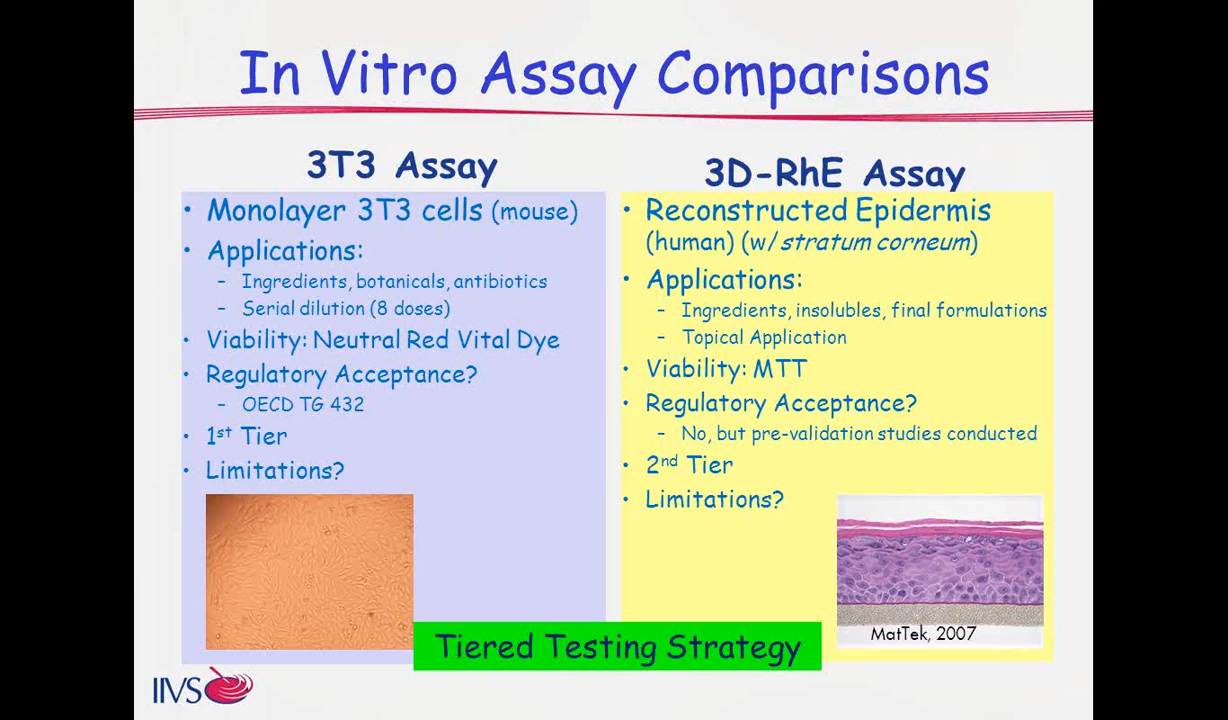 In Vitro Assay Comparisons
3T3 Assay
• Monolayer 3T3 cells (mouse)
• Applications:
– Ingredients, botanicals, antibiotics
– Serial dilution (8 doses)
• Viability: Neutral Red Vital Dye
• Regulatory Acceptance?
– OECD TG 432
• 1st Tier
• Limitations?
3D-RhE Assay
• Reconstructed Epidermis
(human) (w/ stratum corneum)
• Applications:
– Ingredients, insolubles, final formulations
– Topical Application
• Viability: MTT
• Regulatory Acceptance?
– No, but pre-validation studies conducted
• 2nd Tier
• Limitations?
MatTek, 2007
Tiered Testing Strategy
IIVS